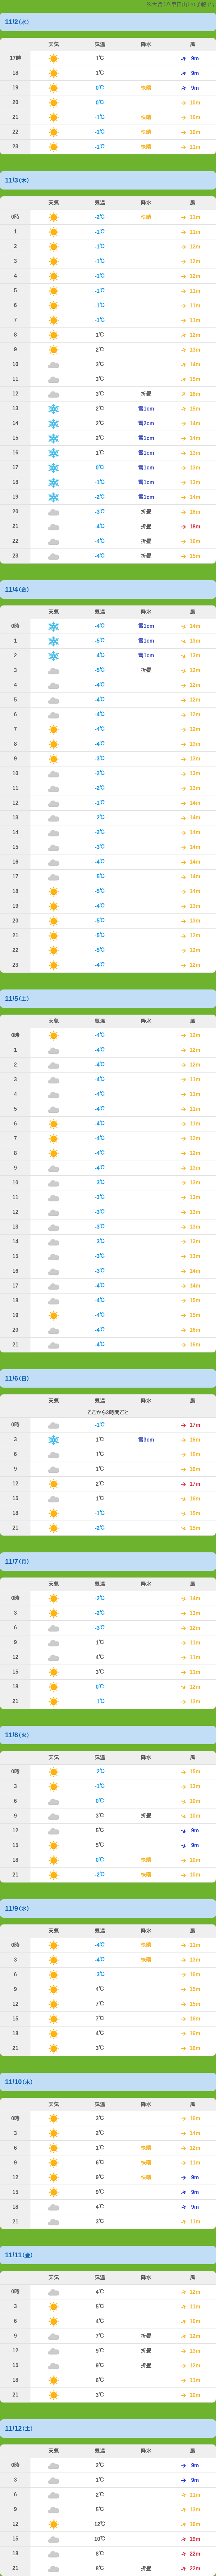 ※大岳（八甲田山）の予報です
11/2（水）
天気 気温 降水 風
17時 1℃ 9m
18 1℃ 9m
19 0℃ 快晴 9m
20 0℃ 10m
21 -1℃ 快晴 10m
22 -1℃ 快晴 10m
23 -1℃ 快晴 11m
11/3（木）
天気 気温 降水 風
0時 -2℃ 快晴 11m
1 -1℃ 11m
2 -1℃ 12m
3 -1℃ 12m
4 -1℃ 12m
5 -1℃ 11m
6 -1℃ 11m
7 -1℃ 11m
8 1℃ 12m
9 2℃ 12m
10 3℃ 14m
11 3℃ 15m
12 3℃ 折曇 16m
13 2℃ 雪1cm 15m
14 2℃ 雪2cm 14m
15 2℃ 雪1cm 14m
16 1℃ 雪1cm 13m
17 0℃ 雪1cm 13m
18 -1℃ 雪1cm 13m
19 -2℃ 雪1cm 14m
20 -3℃ 折曇 16m
21 -4℃ 折曇 18m
22 -4℃ 折曇 16m
23 -4℃ 折曇 15m
11/4（金）
天気 気温 降水 風
0時 -4℃ 雪1cm 14m
1 -5℃ 雪1cm 13m
2 -4℃ 雪1cm 13m
3 -5℃ 折曇 12m
4 -4℃ 12m
5 -4℃ 12m
6 -4℃ 12m
7 -4℃ 12m
8 -4℃ 13m
9 -3℃ 15m
10 -2℃ 13m
11 -2℃ 13m
12 -1℃ 14m
13 -2℃ 14m
14 -2℃ 14m
15 -3℃ 14m
16 -4℃ 14m
17 -5℃ 14m
18 -5℃ 14m
19 -4℃ 13m
20 -5℃ 13m
21 -5℃ 12m
22 -5℃ 12m
23 -4℃ 12m
11/5（土）
天気 気温 降水 風
0時 -4℃ 12m
1 -4℃ 12m
2 -4℃ 12m
3 -4℃ 11m
4 -4℃ 11m
5 -4℃ 11m
6 -4℃ 11m
7 -4℃ 12m
8 -4℃ 12m
9 -4℃ 13m
10 -3℃ 13m
11 -3℃ 13m
12 -3℃ 13m
13 -3℃ 13m
14 -3℃ 13m
15 -3℃ 13m
16 -3℃ 14m
17 -4℃ 14m
18 -4℃ 15m
19 -4℃ 15m
20 -4℃ 16m
21 -4℃ 16m
11/6（日）
天気 気温 降水 風
ここから3時間ごと
0時 -1℃ 17m
3 1℃ 雪3cm 16m
6 1℃ 15m
9 1℃ 16m
12 2℃ 17m
15 1℃ 16m
18 -1℃ 15m
21 -2℃ 15m
11/7（月）
天気 気温 降水 風
0時 -2℃ 14m
3 -2℃ 13m
6 -3℃ 12m
9 1℃ 11m
12 4℃ 11m
15 3℃ 11m
18 0℃ 12m
21 -1℃ 13m
11/8（火）
天気 気温 降水 風
0時 -2℃ 15m
3 -1℃ 13m
6 0℃ 10m
9 3℃ 折曇 10m
12 5℃ 9m
15 5℃ 9m
18 0℃ 快晴 10m
21 -2℃ 快晴 10m
11/9（水）
天気 気温 降水 風
0時 -4℃ 快晴 11m
3 -4℃ 快晴 13m
6 -3℃ 16m
9 4℃ 15m
12 7℃ 15m
15 7℃ 16m
18 4℃ 16m
21 3℃ 16m
11/10（木）
天気 気温 降水 風
0時 3℃ 16m
3 2℃ 14m
6 1℃ 快晴 12m
9 6℃ 快晴 11m
12 9℃ 快晴 9m
15 9℃ 9m
18 4℃ 9m
21 3℃ 11m
11/11（金）
天気 気温 降水 風
0時 4℃ 12m
3 5℃ 11m
6 4℃ 10m
9 7℃ 折曇 12m
12 9℃ 折曇 13m
15 9℃ 折曇 12m
18 6℃ 11m
21 3℃ 10m
11/12（土）
天気 気温 降水 風
0時 2℃ 9m
3 1℃ 9m
6 2℃ 11m
9 5℃ 13m
12 12℃ 16m
15 10℃ 19m
18 8℃ 22m
21 8℃ 折曇 22m